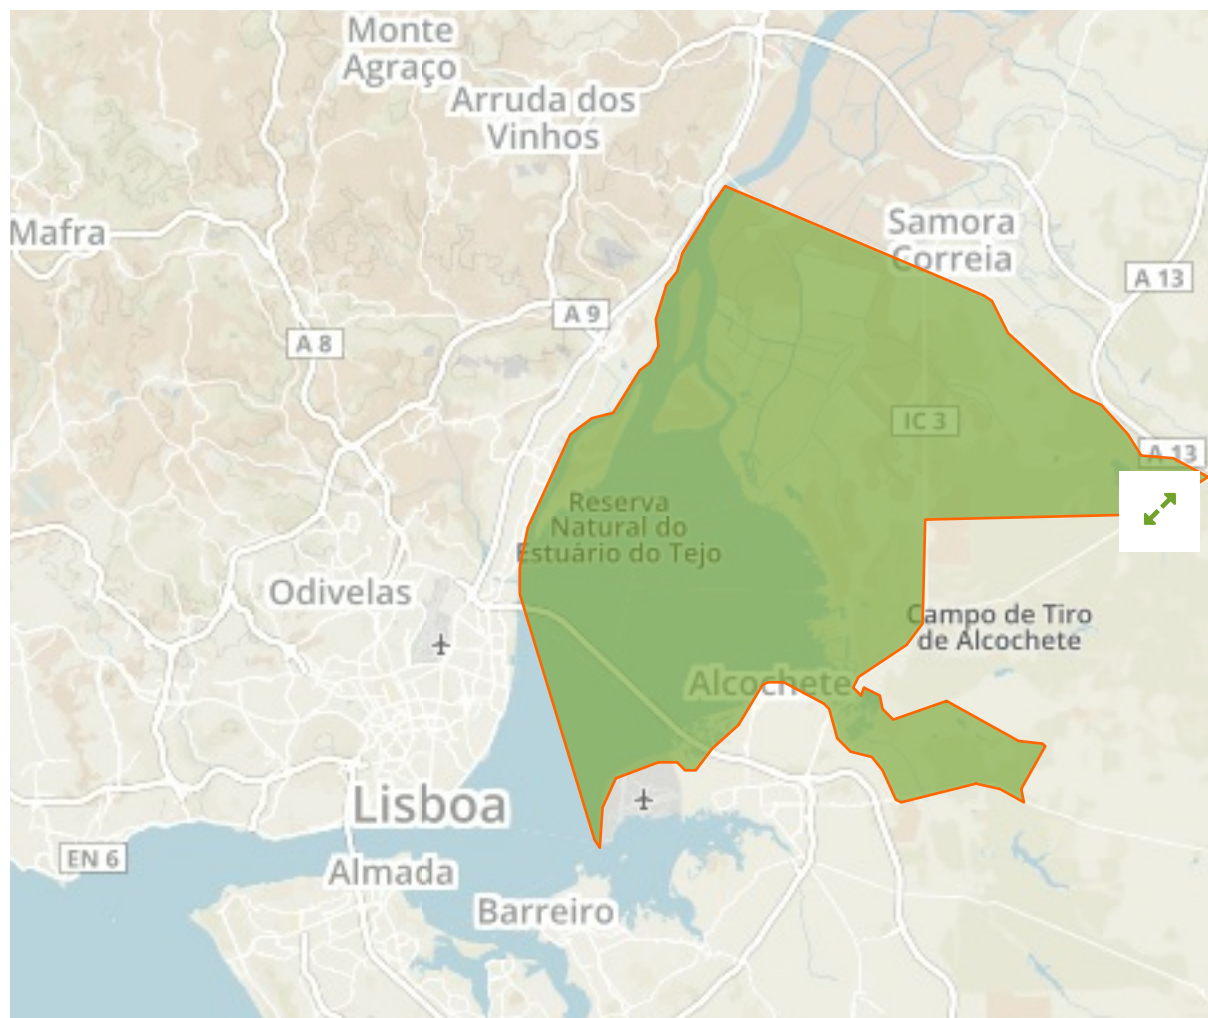 Monte
Agraço
Arruda dos
Vinhos
Mafra
Samora
Correia
A 13
A 9
A 8
IC 3
A 13
Reserva
Natural do
Estuário do Tejo
Odivelas
Campo de Tiro
de Alcochete
Alcochete
Lisboa
EN 6
Almada
Barreiro